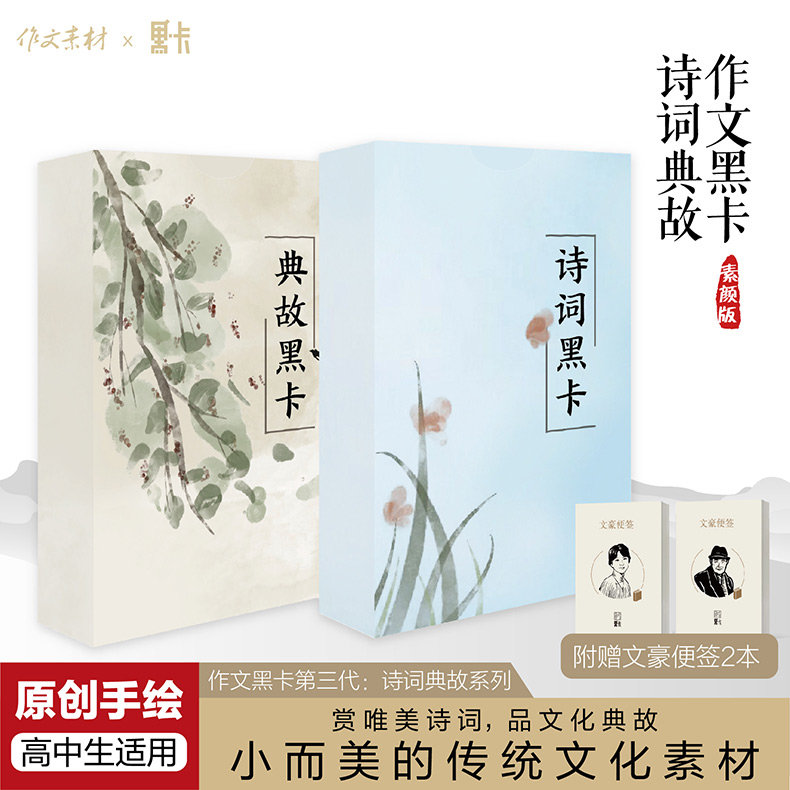 作文素材 × 黑卡
作文黑卡
诗词典故
素颜版
典故黑卡
诗词黑卡
文豪便签
黑卡
文豪便签
黑卡
附赠文豪便签2本
作文黑卡第三代：诗词典故系列
原创手绘
高中生适用
赏唯美诗词，品文化典故
小而美的传统文化素材